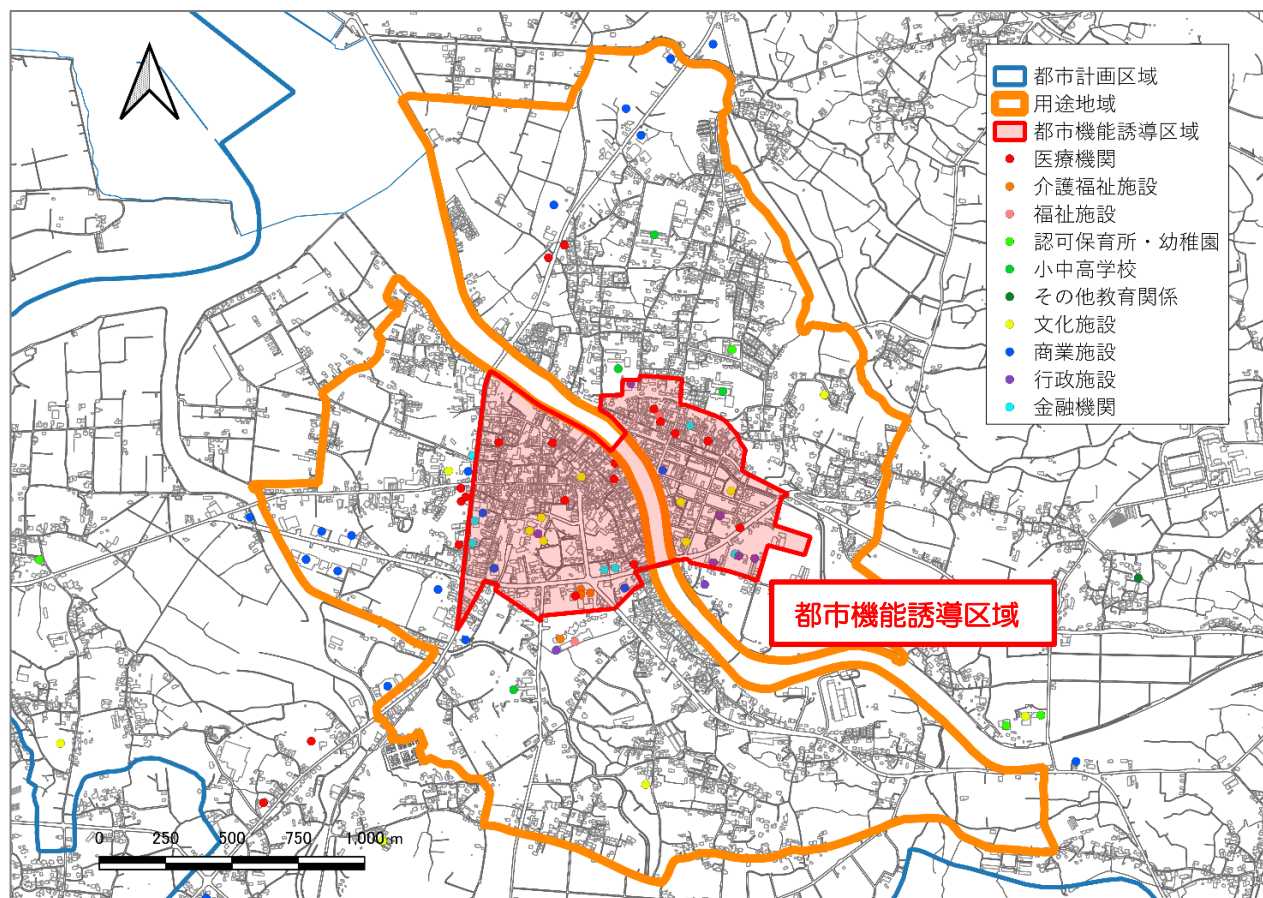 都市計画区域
用途地域
都市機能誘導区域
医療機関
介護福祉施設
福祉施設
認可保育所・幼稚園
小中高学校
その他教育関係
文化施設
商業施設
行政施設
金融機関
都市機能誘導区域
0 250 500 750 1,000 m